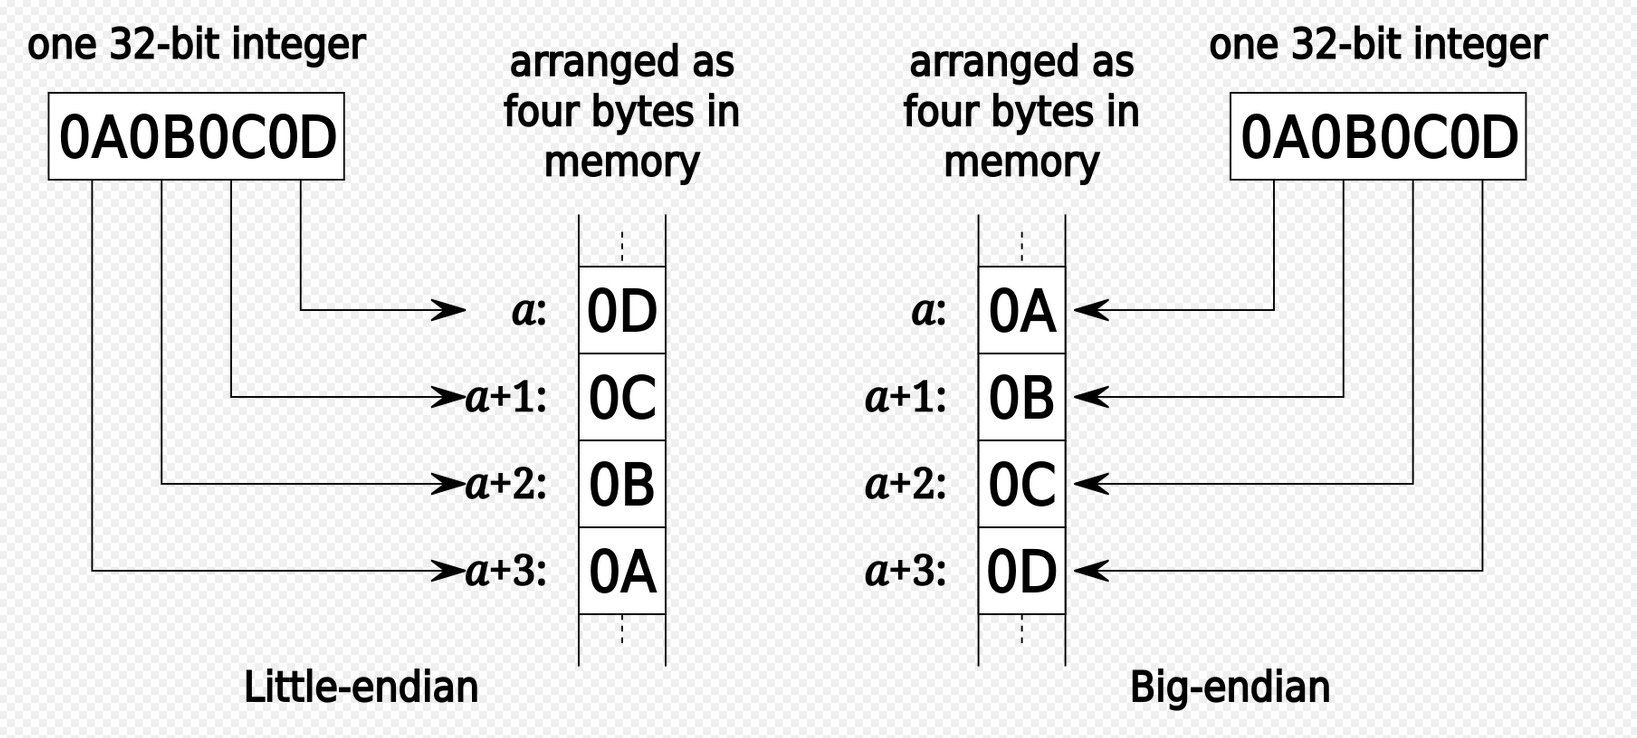 one 32-bit integer
0A0B0C0D
arranged as
four bytes in
memory
a: 0D
a+1: 0C
a+2: 0B
a+3: 0A
Little-endian
arranged as
four bytes in
memory
one 32-bit integer
0A0B0C0D
a: 0A
a+1: 0B
a+2: 0C
a+3: 0D
Big-endian